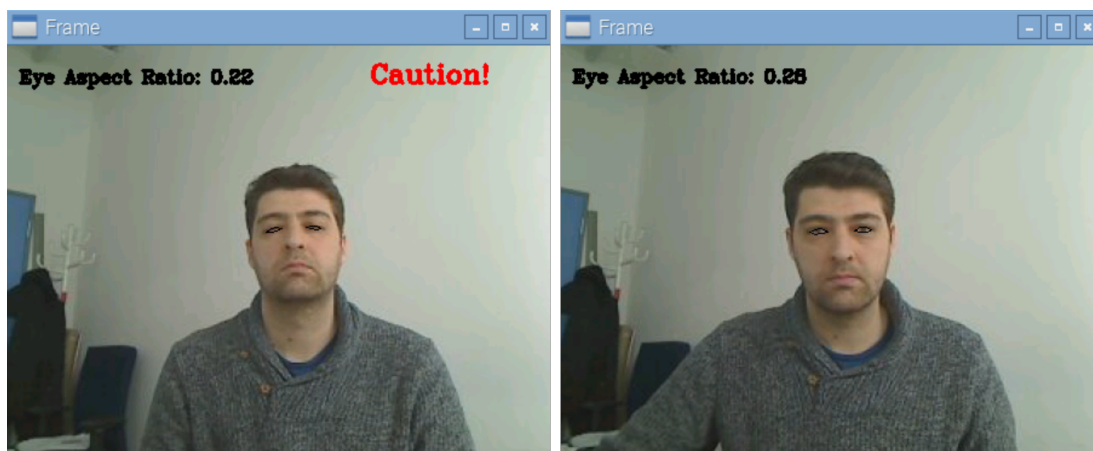 Frame
Eye Aspect Ratio: 0.22
Caution!
Frame
Eye Aspect Ratio: 0.28